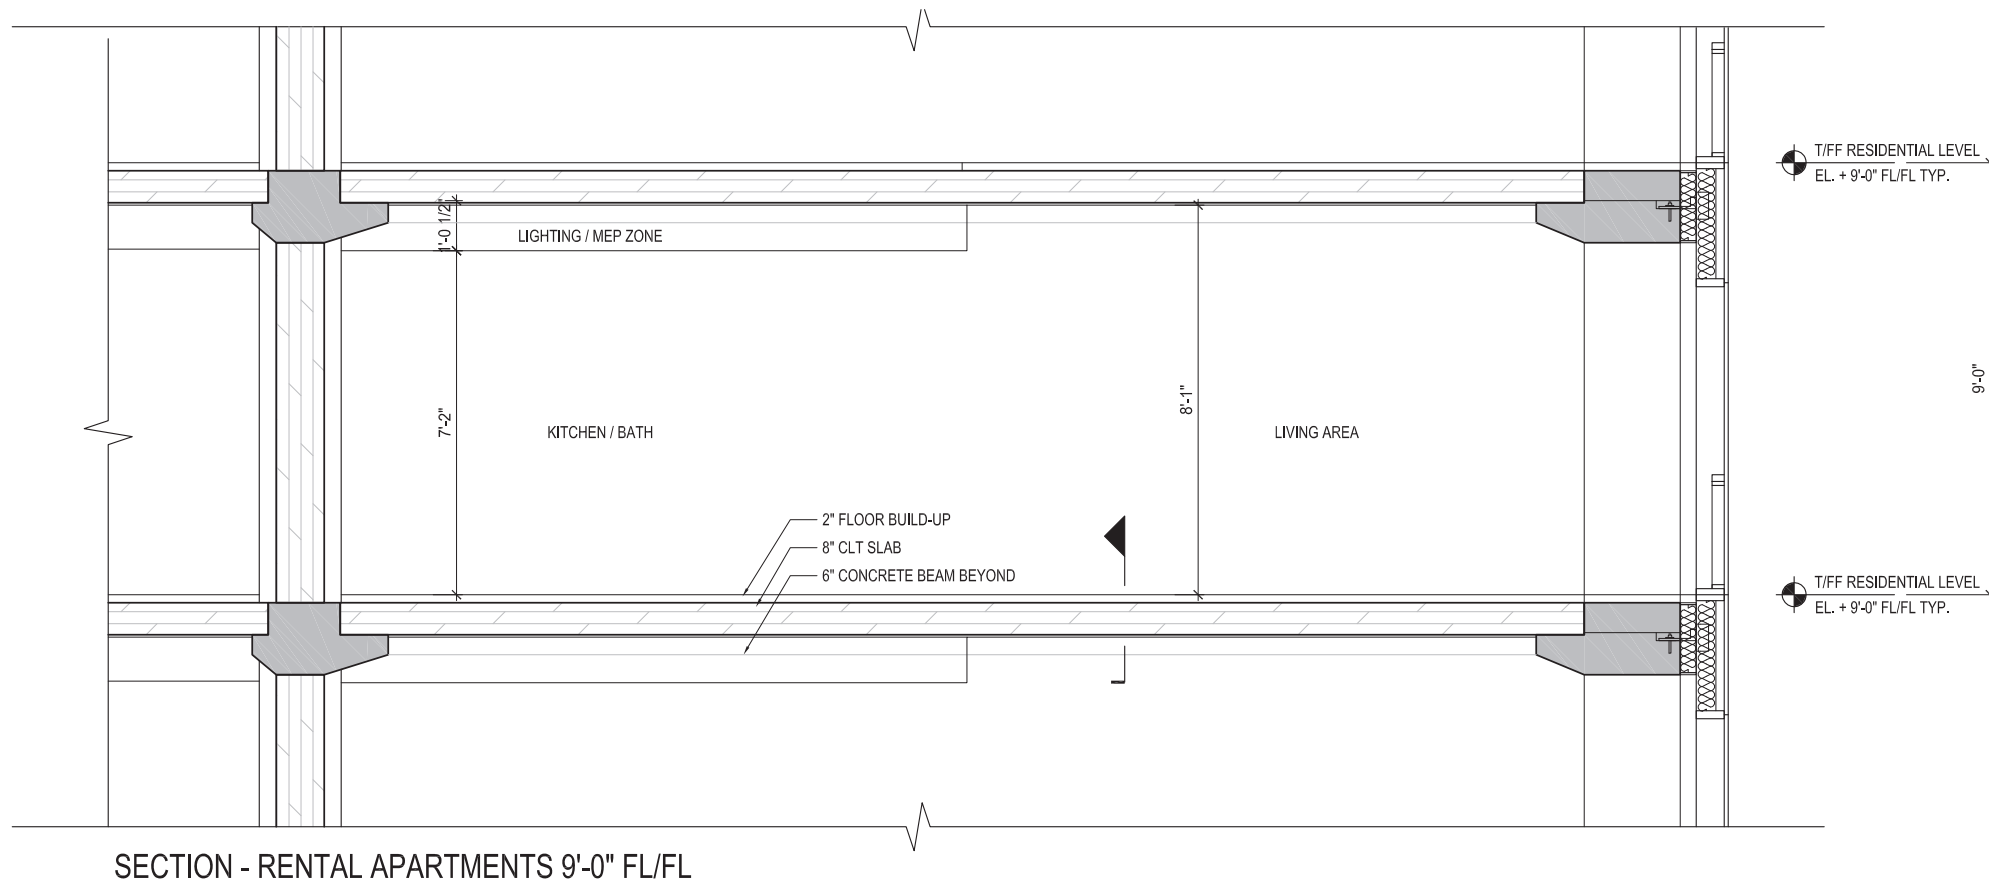 T/FF RESIDENTIAL LEVEL
EL. + 9'-0" FL/FL TYP.
1'-0 1/2"
LIGHTING / MEP ZONE
9'-0"
8'-1"
7'-2"
KITCHEN / BATH
LIVING AREA
2" FLOOR BUILD-UP
8" CLT SLAB
6" CONCRETE BEAM BEYOND
T/FF RESIDENTIAL LEVEL
EL. + 9'-0" FL/FL TYP.
SECTION - RENTAL APARTMENTS 9'-0" FL/FL